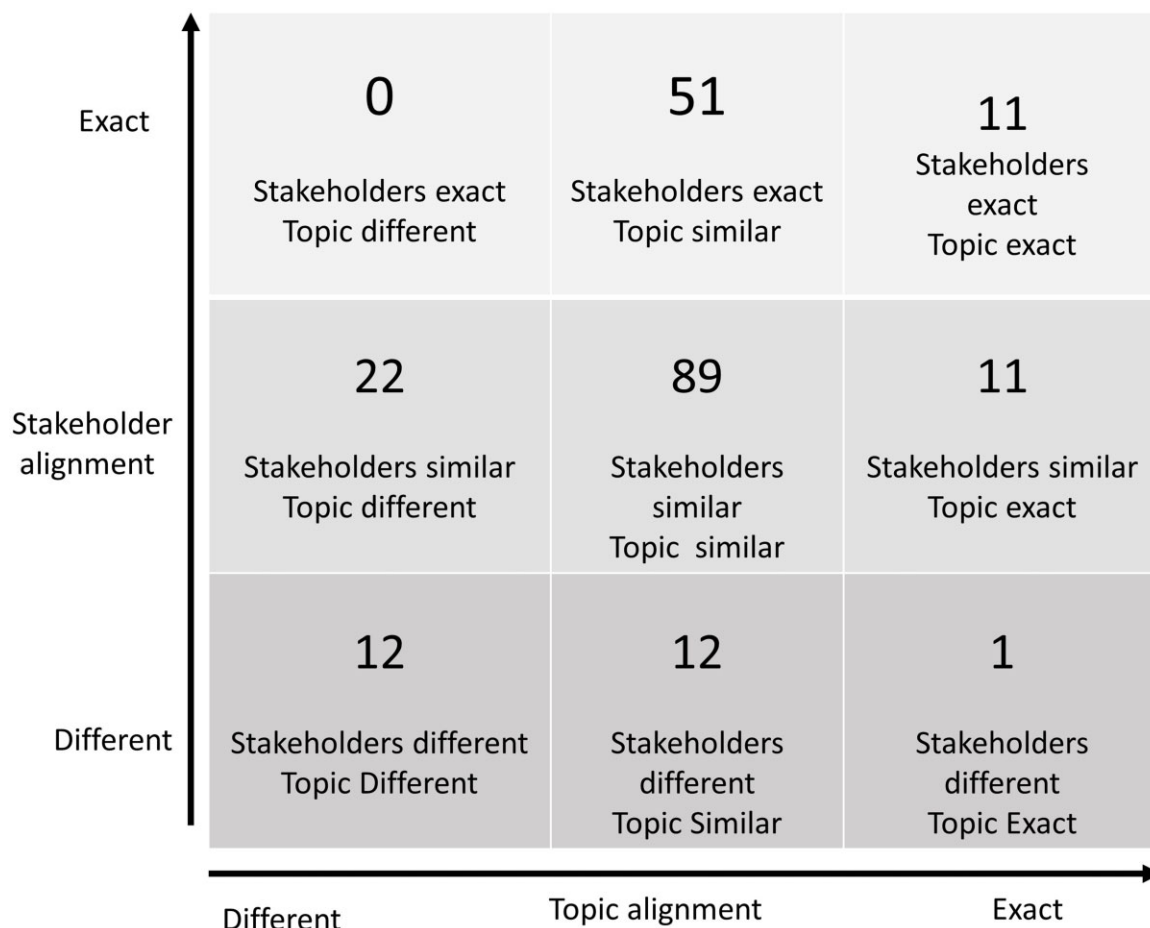 Exact
0
Stakeholders exact
Topic different
51
Stakeholders exact
Topic similar
11
Stakeholders
exact
Topic exact
Stakeholder
alignment
22
Stakeholders similar
Topic different
89
Stakeholders
similar
Topic similar
11
Stakeholders similar
Topic exact
Different
12
Stakeholders different
Topic Different
12
Stakeholders
different
Topic Similar
1
Stakeholders
different
Topic Exact
Different
Topic alignment
Exact